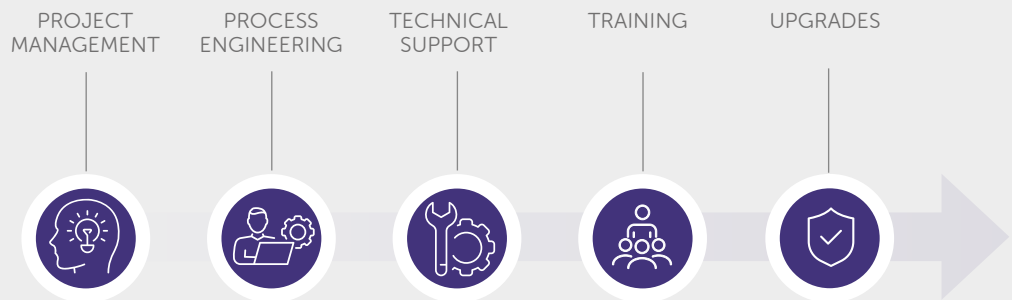 PROJECT
MANAGEMENT
PROCESS
ENGINEERING
TECHNICAL
SUPPORT
TRAINING
UPGRADES